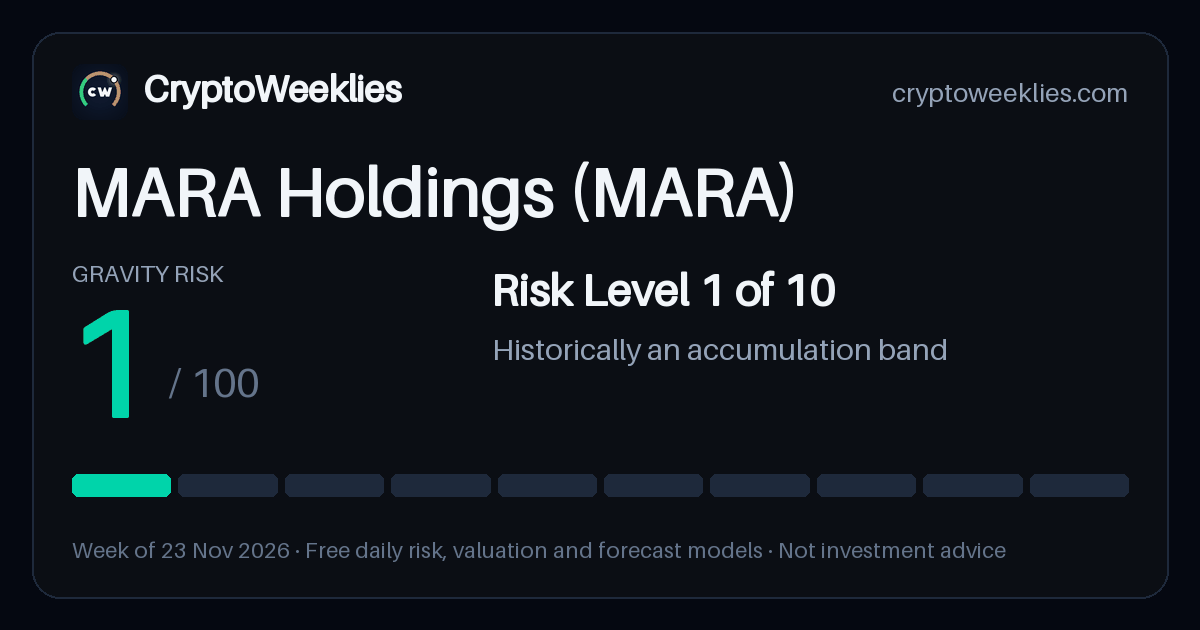 CW
CryptoWeeklies
cryptoweeklies.com
MARA Holdings (MARA)
GRAVITY RISK
1 / 100
Risk Level 1 of 10
Historically an accumulation band
Week of 23 Nov 2026 · Free daily risk, valuation and forecast models · Not investment advice